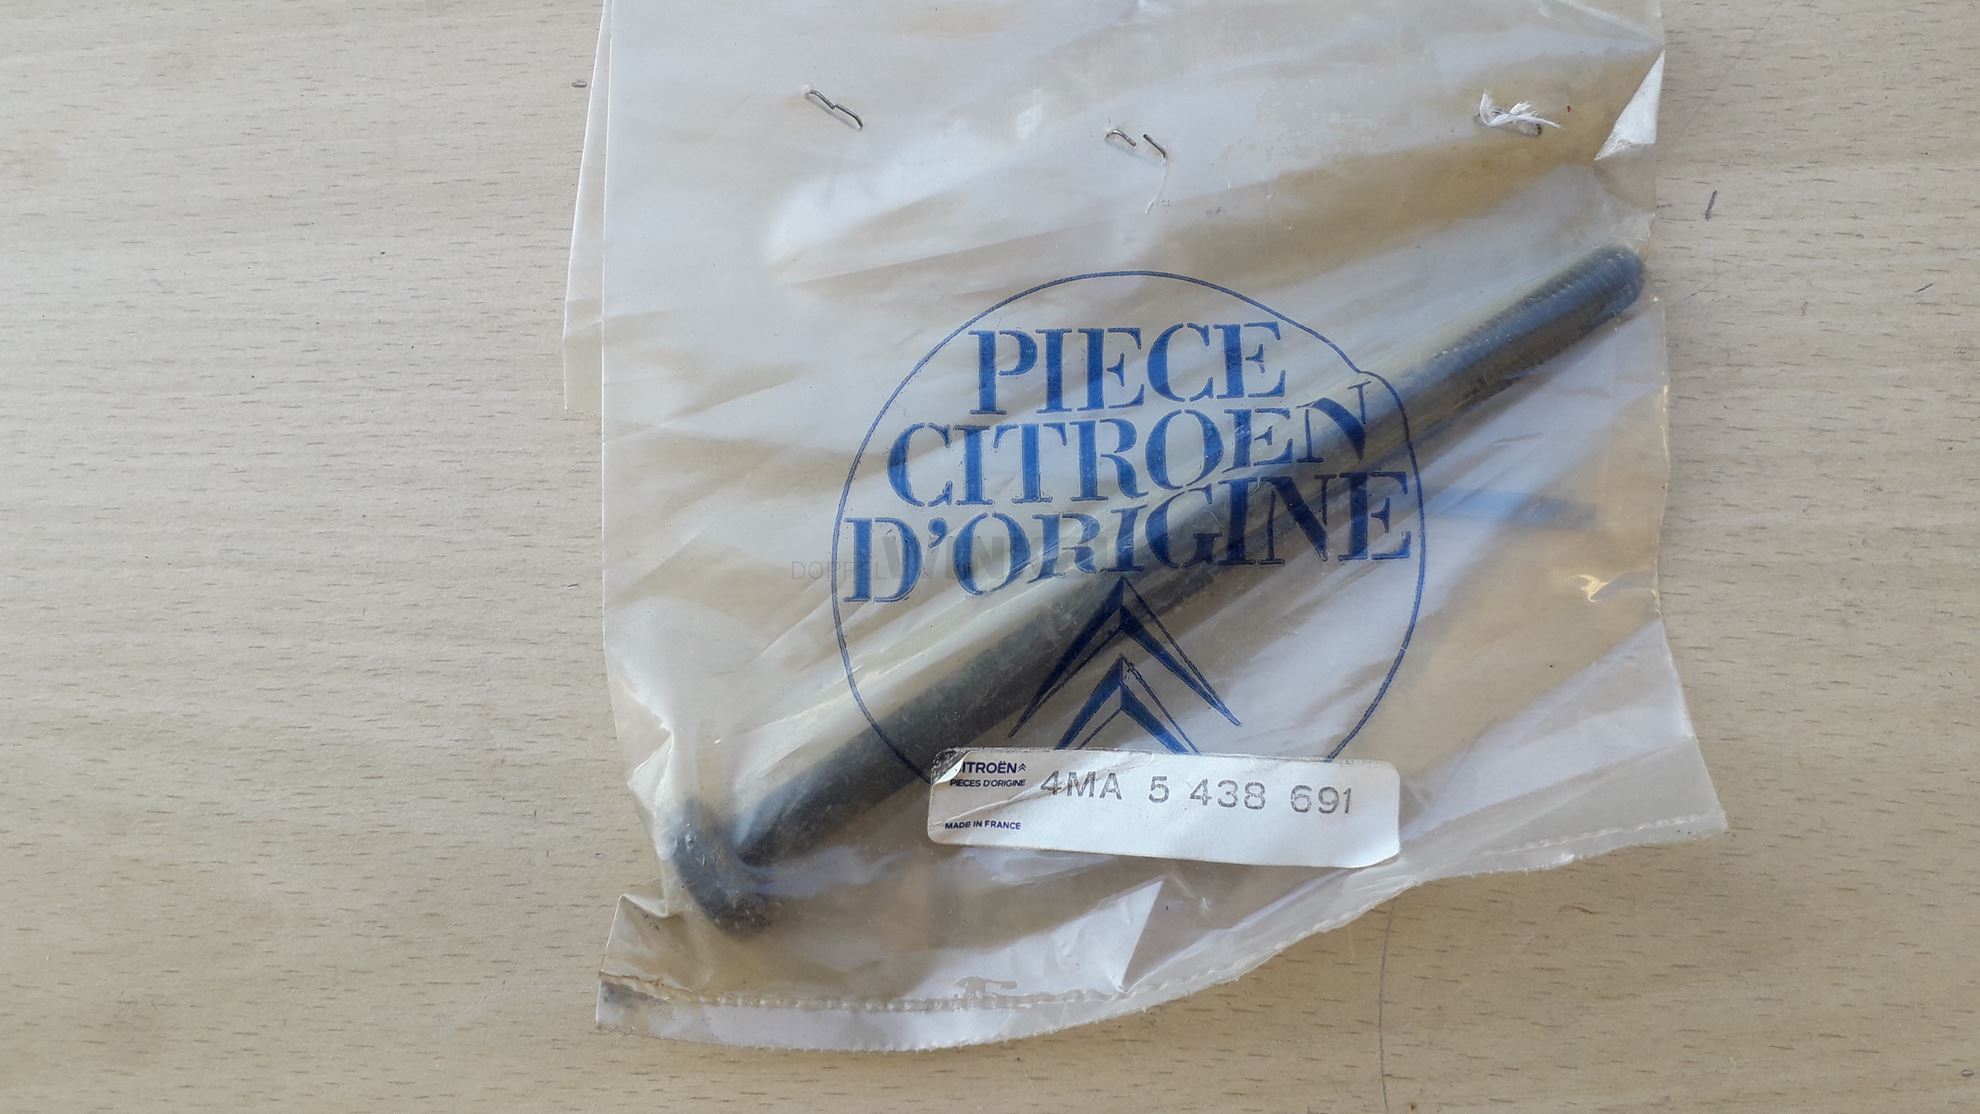 PIECE
CITROEN
D'ORIGINE
CITROËN
PIECES D'ORIGINE
4MA 5 438 691
MADE IN FRANCE